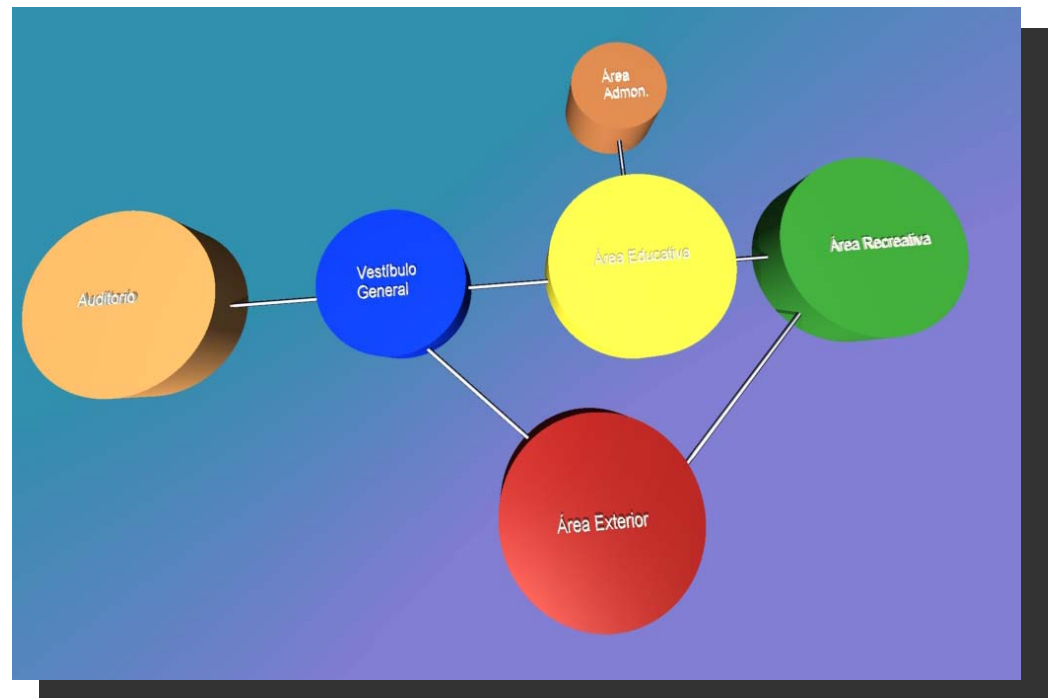 Área
Admon.
Auditorio
Vestíbulo
General
Área Educativa
Área Recreativa
Área Exterior